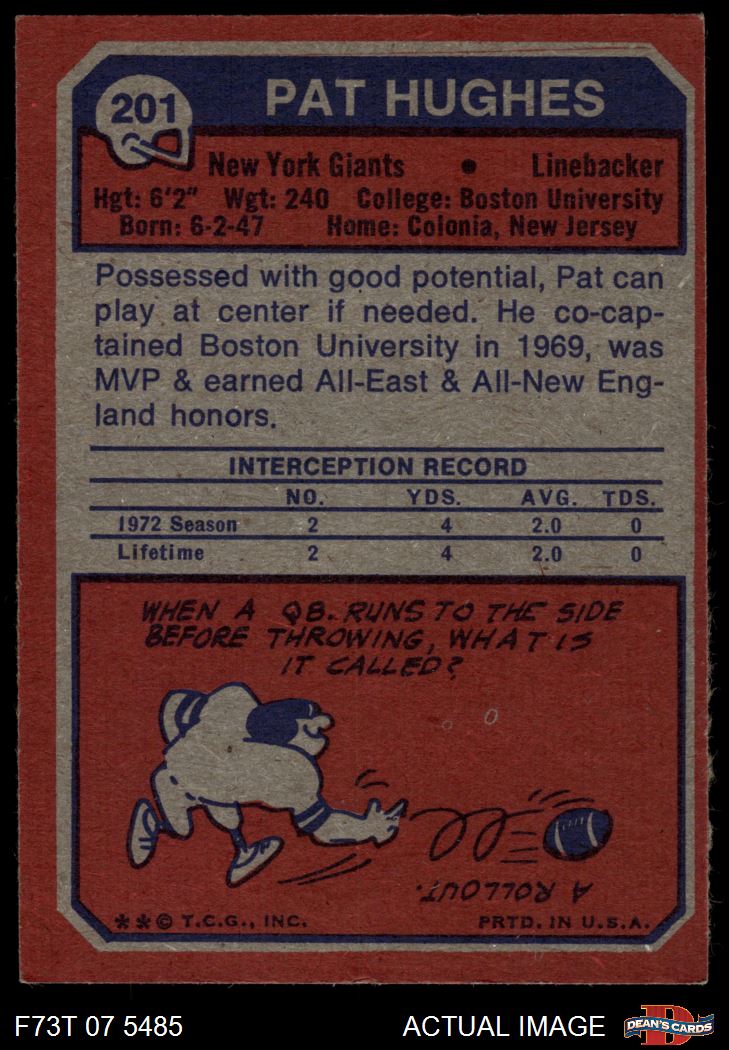 201
PAT HUGHES
New York Giants • Linebacker
Hgt: 6'2" Wgt: 240 College: Boston University
Born: 6-2-47 Home: Colonia, New Jersey
Possessed with good potential, Pat can
play at center if needed. He co-cap-
tained Boston University in 1969, was
MVP & earned All-East & All-New Eng-
land honors.
INTERCEPTION RECORD
NO. YDS. AVG. TDS.
1972 Season 2 4 2.0 0
Lifetime 2 4 2.0 0
WHEN A QB. RUNS TO THE SIDE
BEFORE THROWING, WHAT IS
IT CALLED?
A ROLLOUT.
**© T.C.G., INC. PRTD. IN U.S.A.
F73T 07 5485 ACTUAL IMAGE
D
DEAN'S CARDS